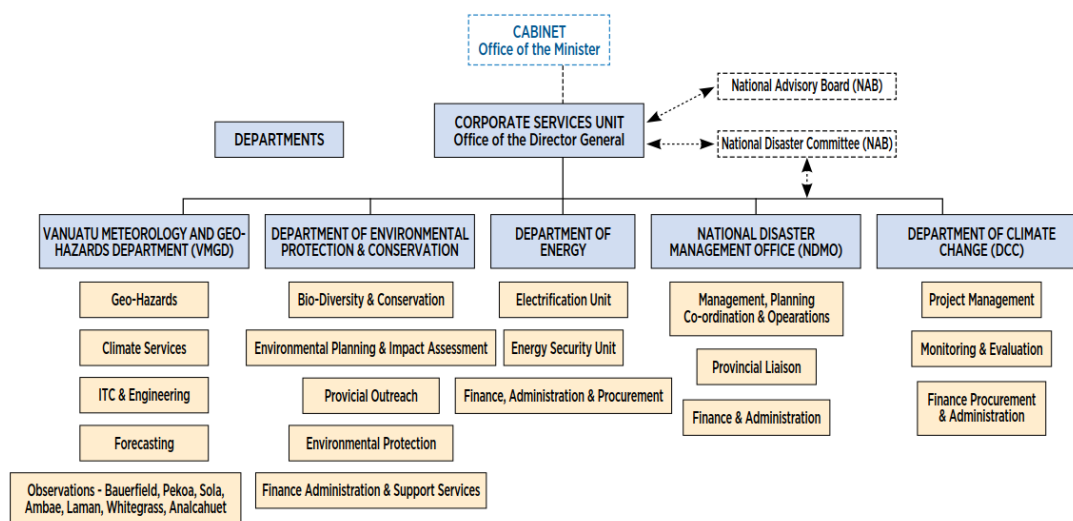 CABINET
Office of the Minister
National Advisory Board (NAB)
CORPORATE SERVICES UNIT
Office of the Director General
DEPARTMENTS
National Disaster Committee (NAB)
VANUATU METEOROLOGY AND GEO-
HAZARDS DEPARTMENT (VMGD)
DEPARTMENT OF ENVIRONMENTAL
PROTECTION & CONSERVATION
DEPARTMENT OF
ENERGY
NATIONAL DISASTER
MANAGEMENT OFFICE (NDMO)
DEPARTMENT OF CLIMATE
CHANGE (DCC)
Geo-Hazards
Climate Services
ITC & Engineering
Forecasting
Observations - Bauerfield, Pekoa, Sola,
Ambae, Laman, Whitegrass, Analcahuet
Bio-Diversity & Conservation
Environmental Planning & Impact Assessment
Provicial Outreach
Environmental Protection
Finance Administration & Support Services
Electrification Unit
Energy Security Unit
Finance, Administration & Procurement
Management, Planning
Co-ordination & Opearations
Provincial Liaison
Finance & Administration
Project Management
Monitoring & Evaluation
Finance Procurement
& Administration